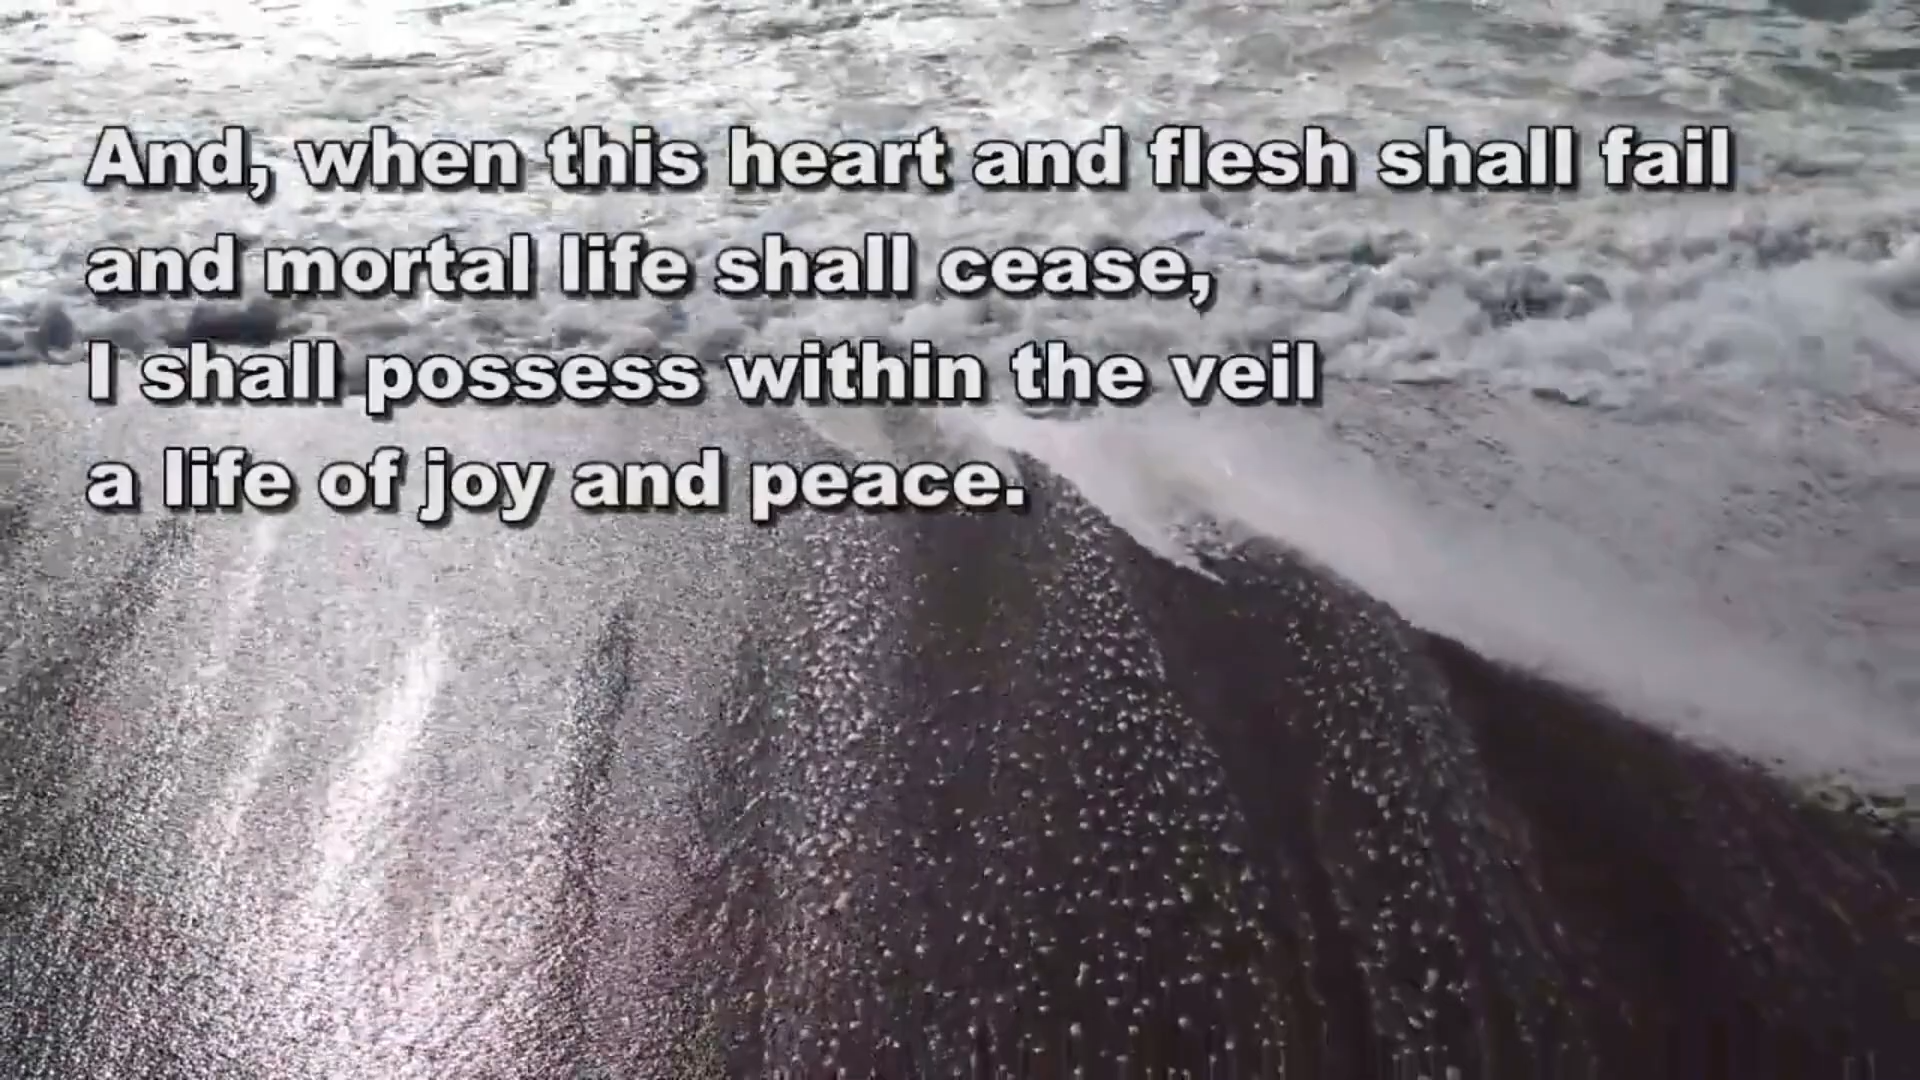 And, when this heart and flesh shall fail
and mortal life shall cease,
I shall possess within the veil
a life of joy and peace.